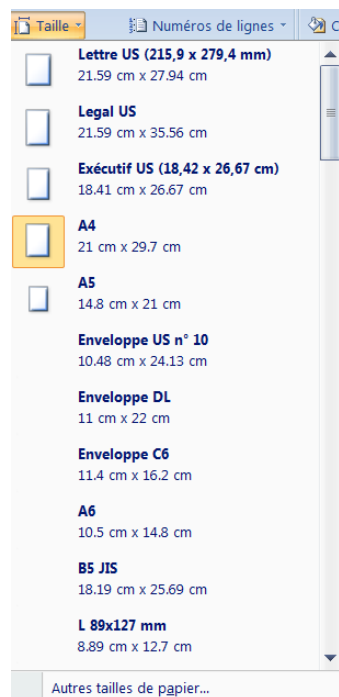 Taille Numéros de lignes C
Lettre US (215,9 x 279,4 mm)
21.59 cm x 27.94 cm
Legal US
21.59 cm x 35.56 cm
Exécutif US (18,42 x 26,67 cm)
18.41 cm x 26.67 cm
A4
21 cm x 29.7 cm
A5
14.8 cm x 21 cm
Enveloppe US n° 10
10.48 cm x 24.13 cm
Enveloppe DL
11 cm x 22 cm
Enveloppe C6
11.4 cm x 16.2 cm
A6
10.5 cm x 14.8 cm
B5 JIS
18.19 cm x 25.69 cm
L 89x127 mm
8.89 cm x 12.7 cm
Autres tailles de papier...